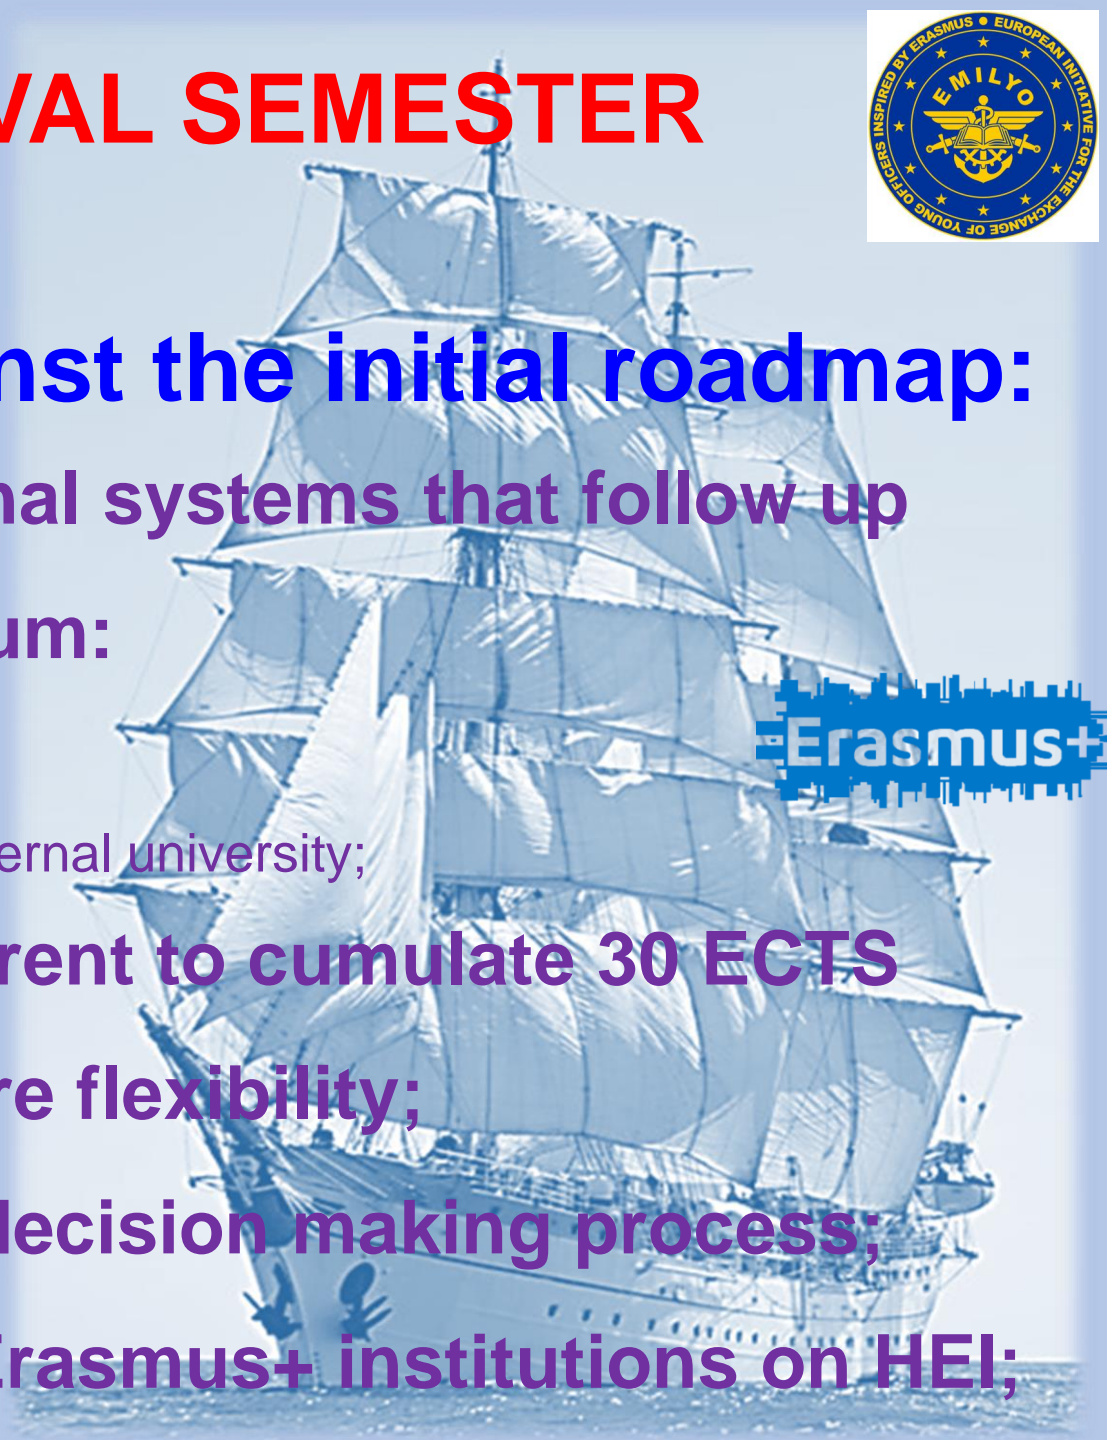 VAL SEMESTER
INSPIRED BY ERASMUS • EUROPEAN INITIATIVE FOR THE EXCHANGE OF YOUNG OFFICERS
EMILYO
nst the initial roadmap:
nal systems that follow up
um:
Erasmus+
ernal university;
rent to cumulate 30 ECTS
re flexibility;
decision making process;
Erasmus+ institutions on HEI;